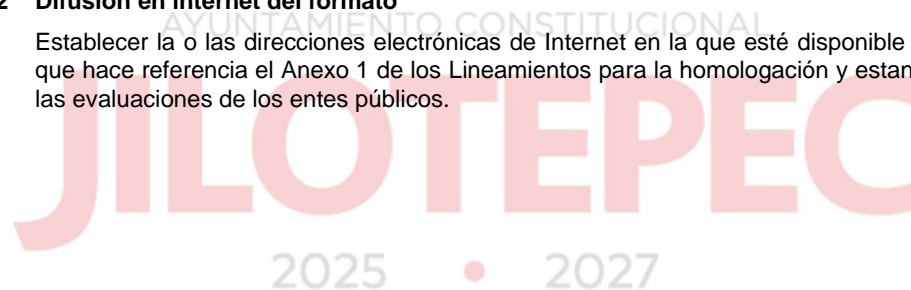 2 Difusión en internet del formato
AYUNTAMIENTO CONSTITUCIONAL
Establecer la o las direcciones electrónicas de Internet en la que esté disponible
que hace referencia el Anexo 1 de los Lineamientos para la homologación y estan
las evaluaciones de los entes públicos.
JILOTEPEC
2025 • 2027